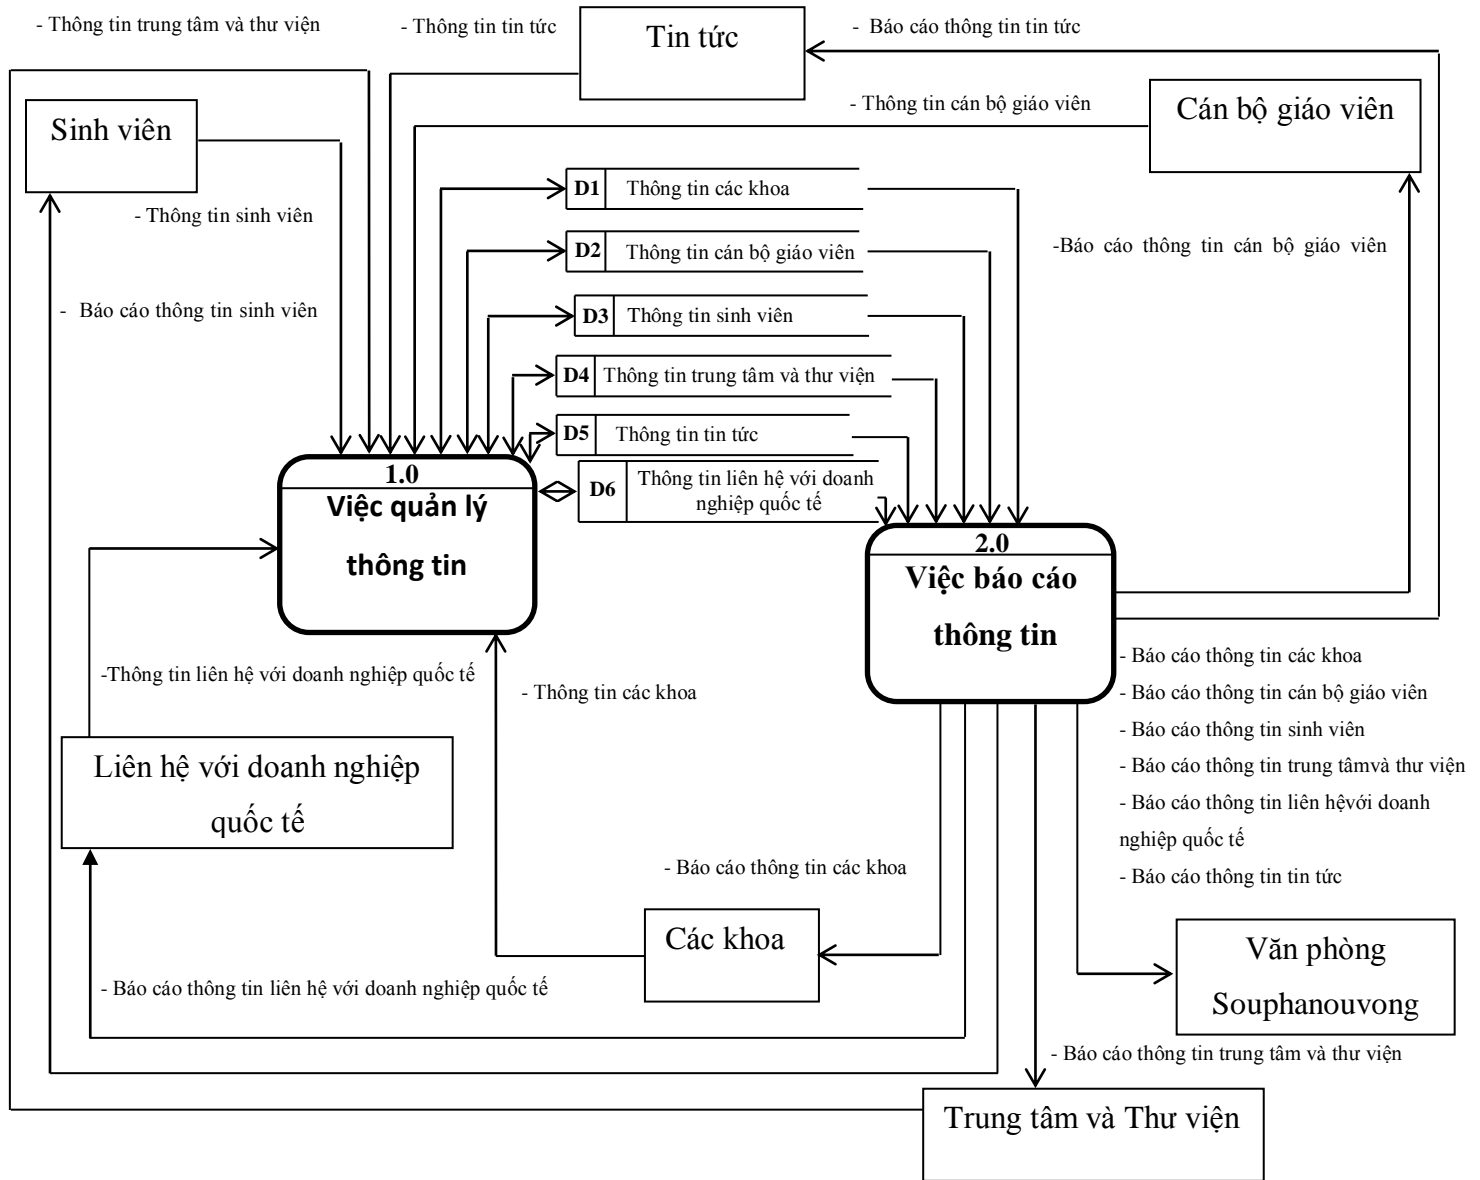 - Thông tin trung tâm và thư viện
- Thông tin tin tức
Tin tức
- Báo cáo thông tin tin tức
Sinh viên
- Thông tin cán bộ giáo viên
Cán bộ giáo viên
D1 Thông tin các khoa
- Thông tin sinh viên
D2 Thông tin cán bộ giáo viên
-Báo cáo thông tin cán bộ giáo viên
- Báo cáo thông tin sinh viên
D3 Thông tin sinh viên
D4 Thông tin trung tâm và thư viện
D5 Thông tin tin tức
D6 Thông tin liên hệ với doanh
nghiệp quốc tế
1.0
Việc quản lý
thông tin
2.0
Việc báo cáo
thông tin
-Thông tin liên hệ với doanh nghiệp quốc tế
- Thông tin các khoa
- Báo cáo thông tin các khoa
- Báo cáo thông tin cán bộ giáo viên
- Báo cáo thông tin sinh viên
- Báo cáo thông tin trung tâmvà thư viện
- Báo cáo thông tin liên hệvới doanh
nghiệp quốc tế
- Báo cáo thông tin tin tức
Liên hệ với doanh nghiệp
quốc tế
- Báo cáo thông tin các khoa
Các khoa
Văn phòng
Souphanouvong
- Báo cáo thông tin liên hệ với doanh nghiệp quốc tế
- Báo cáo thông tin trung tâm và thư viện
Trung tâm và Thư viện